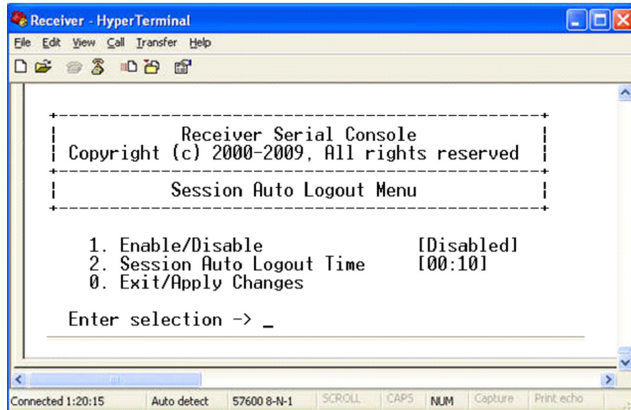 Receiver - HyperTerminal
File Edit View Call Transfer Help
+------------------------------------------------+
| Receiver Serial Console |
| Copyright (c) 2000-2009, All rights reserved |
+------------------------------------------------+
| Session Auto Logout Menu |
+------------------------------------------------+
1. Enable/Disable [Disabled]
2. Session Auto Logout Time [00:10]
0. Exit/Apply Changes
Enter selection -> _
Connected 1:20:15 Auto detect 57600 8-N-1 SCROLL CAPS NUM Capture Print echo